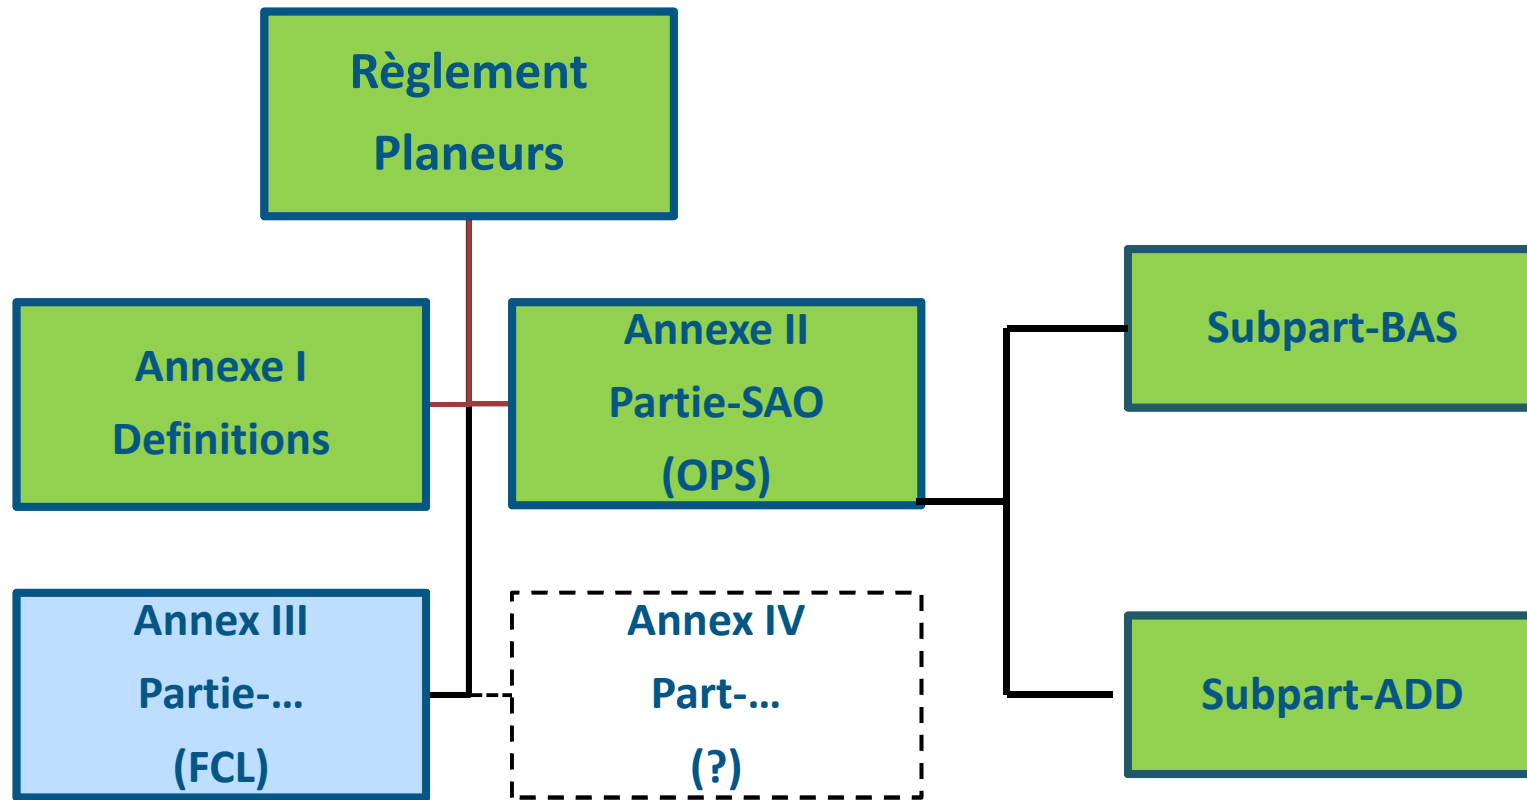 Règlement
Planeurs
Annexe I
Definitions
Annexe II
Partie-SAO
(OPS)
Subpart-BAS
Annex III
Partie-...
(FCL)
Annex IV
Part-...
(?)
Subpart-ADD